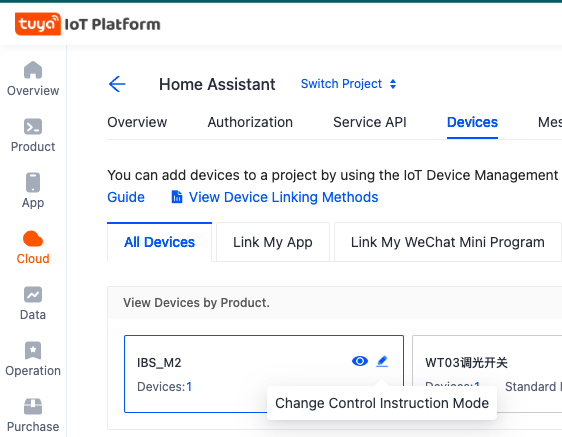 tuya IoT Platform
Overview
Product
App
Cloud
Data
Operation
Purchase
Home Assistant Switch Project
Overview Authorization Service API Devices Mes
You can add devices to a project by using the IoT Device Management
Guide View Device Linking Methods
All Devices Link My App Link My WeChat Mini Program
View Devices by Product.
IBS_M2
Devices:1
WT03调光开关
Devices:1 Standard I
Change Control Instruction Mode